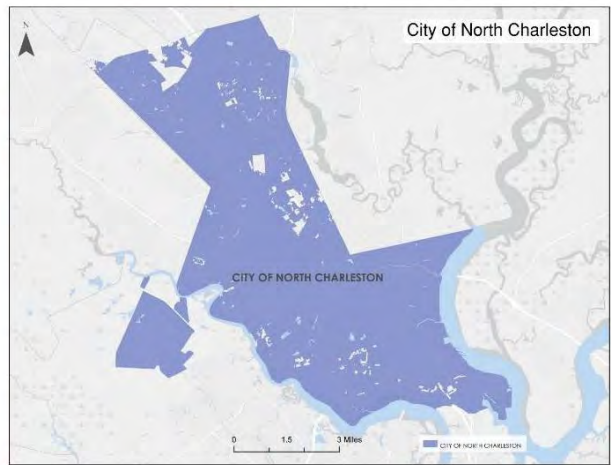 City of North Charleston
N
CITY OF NORTH CHARLESTON
0 1.5 3 Miles
CITY OF NORTH CHARLESTON